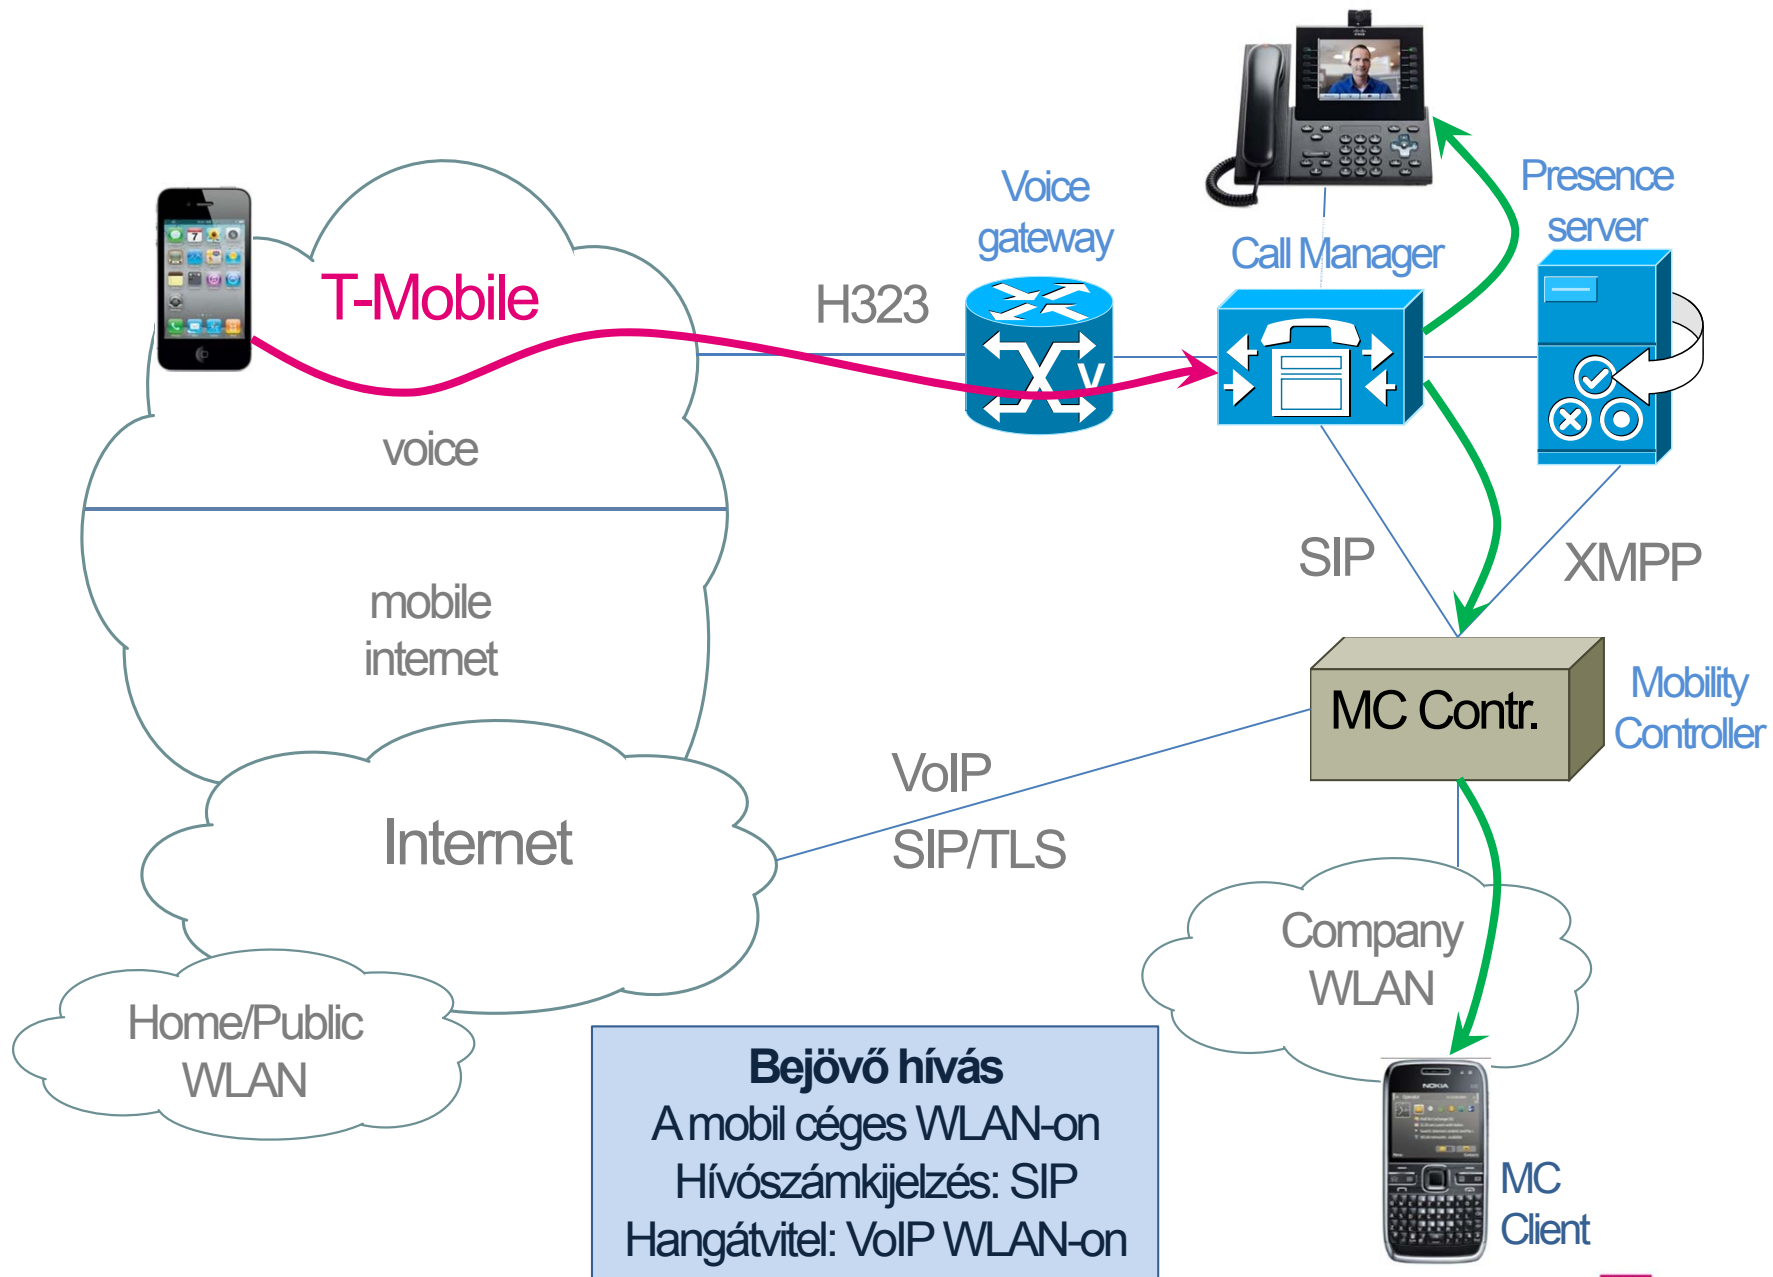 Voice
gateway
Call Manager
Presence
server
T-Mobile
H323
V
voice
mobile
internet
SIP
XMPP
MC Contr.
Mobility
Controller
VoIP
SIP/TLS
Internet
Company
WLAN
Home/Public
WLAN
Bejövő hívás
A mobil céges WLAN-on
Hívószámkijelzés: SIP
Hangátvitel: VoIP WLAN-on
NOKIA
MC
Client